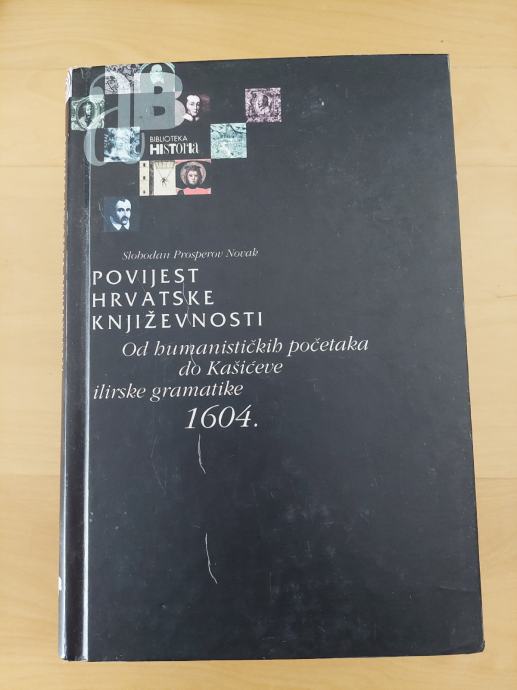 BIBLIOTEKA
HISTORIA
Slobodan Prosperov Novak
POVIJEST
HRVATSKE
KNJIŽEVNOSTI
Od humanističkih početaka
do Kašićeve
ilirske gramatike
1604.